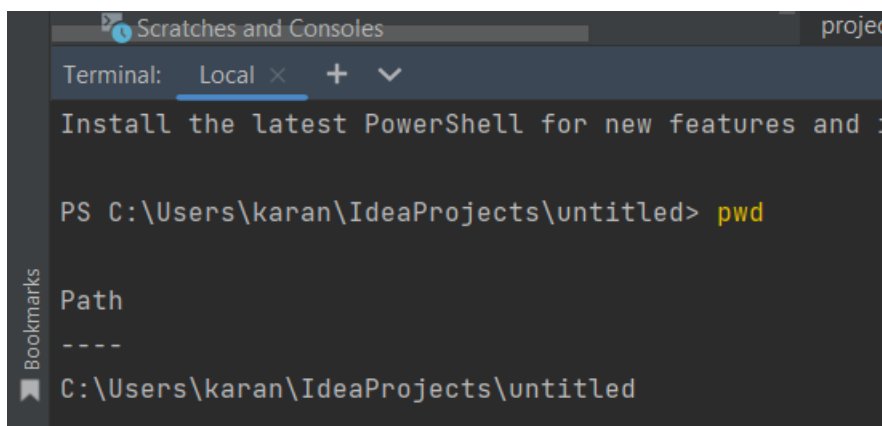 Scratches and Consoles
Terminal: Local × + ∨
Install the latest PowerShell for new features and
PS C:\Users\karan\IdeaProjects\untitled> pwd
Path
----
C:\Users\karan\IdeaProjects\untitled
Bookmarks